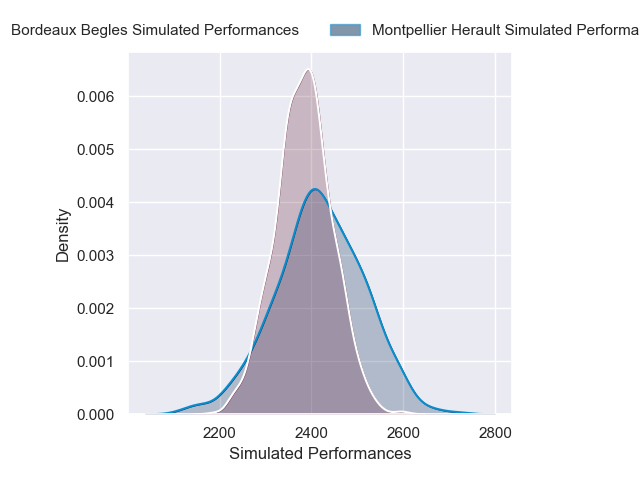 Bordeaux Begles Simulated Performances Montpellier Herault Simulated Performa
0.006
0.005
0.004
0.003
0.002
0.001
0.000
Density
2200 2400 2600 2800
Simulated Performances